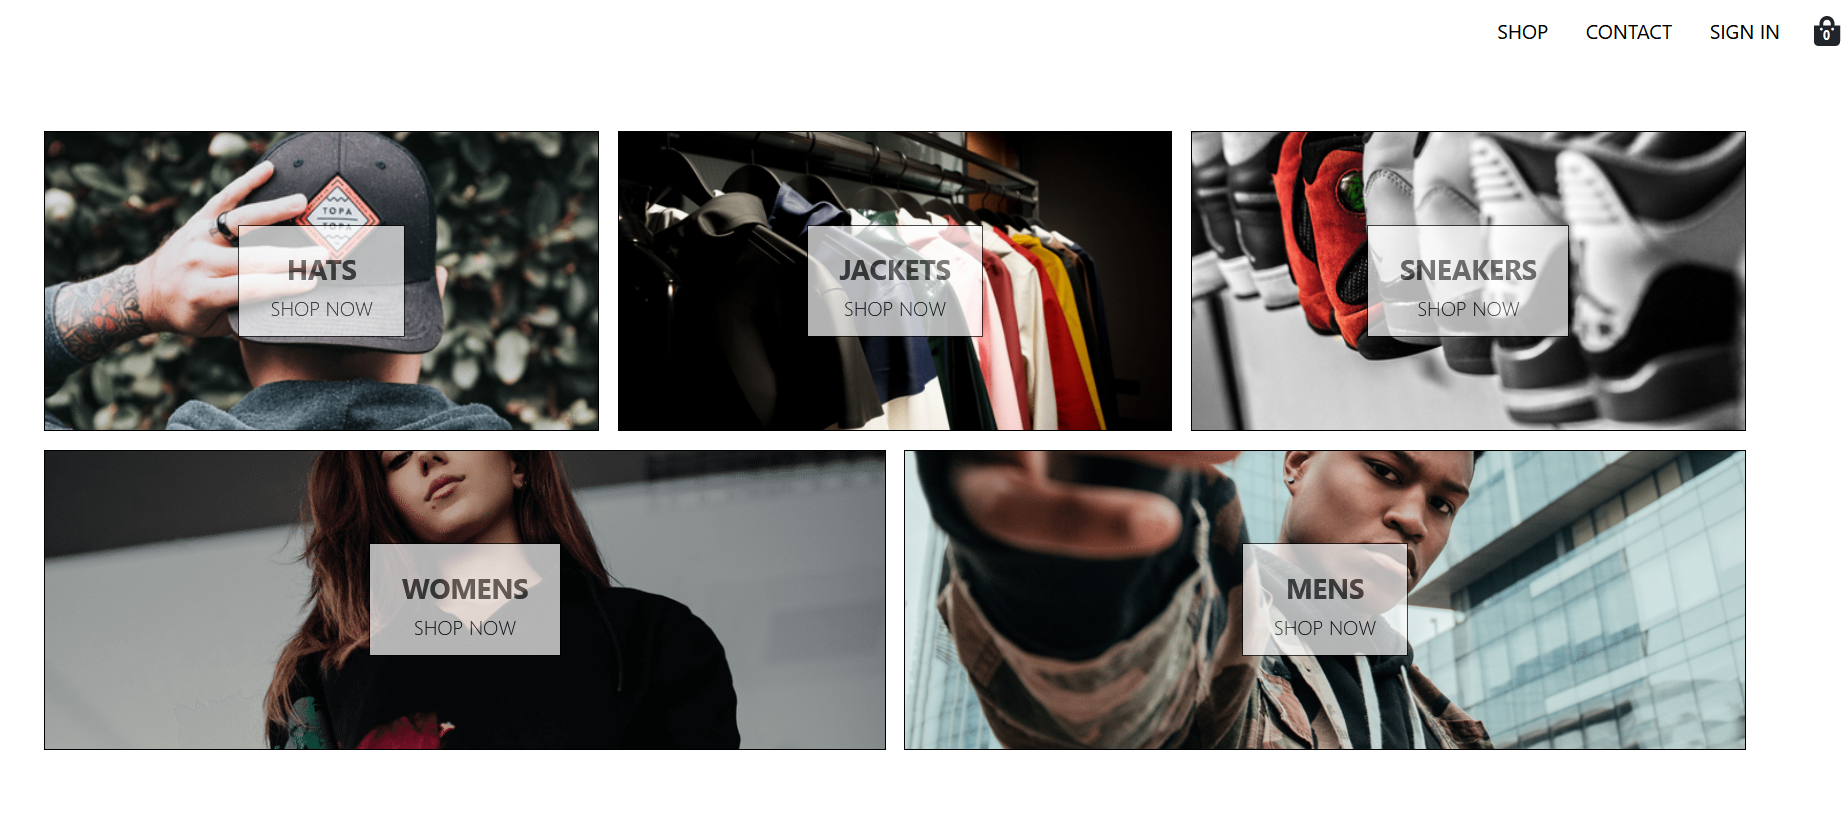 SHOP CONTACT SIGN IN 0
TOPA
TOPA
HATS
SHOP NOW
JACKETS
SHOP NOW
SNEAKERS
SHOP NOW
WOMENS
SHOP NOW
MENS
SHOP NOW